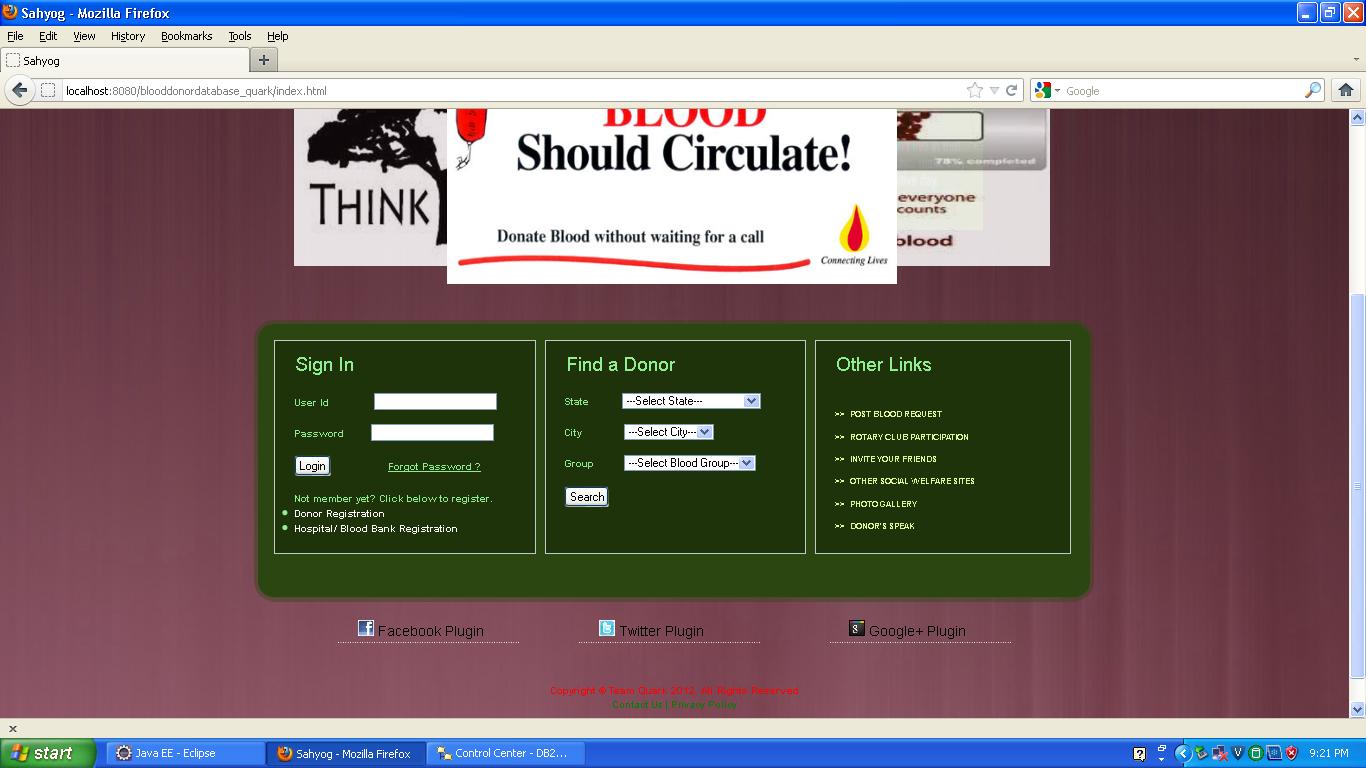 Sahyog - Mozilla Firefox
File Edit View History Bookmarks Tools Help
Sahyog
localhost:8080/blooddonordatabase_quark/index.html
Google
BLOOD
Should Circulate!
Donate Blood without waiting for a call
Connecting Lives
THINK
78% completed
everyone
counts
blood
Sign In
User Id
Password
Login Forgot Password ?
Not member yet? Click below to register.
Donor Registration
Hospital/ Blood Bank Registration
Find a Donor
State ---Select State---
City ---Select City---
Group ---Select Blood Group---
Search
Other Links
>> POST BLOOD REQUEST
>> ROTARY CLUB PARTICIPATION
>> INVITE YOUR FRIENDS
>> OTHER SOCIAL WELFARE SITES
>> PHOTO GALLERY
>> DONOR'S SPEAK
Facebook Plugin Twitter Plugin Google+ Plugin
Copyright © Team Quark 2012. All Rights Reserved
Contact Us | Privacy Policy
start Java EE - Eclipse Sahyog - Mozilla Firefox Control Center - DB2... 9:21 PM